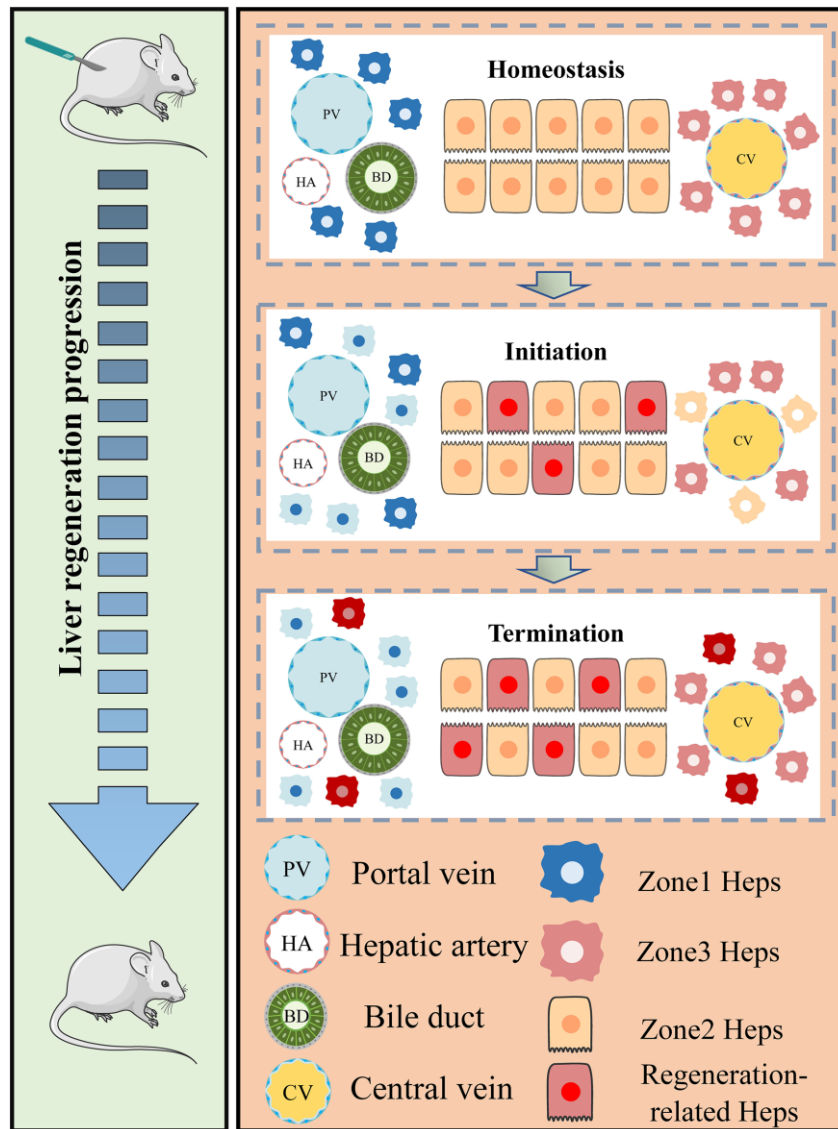 Liver regeneration progression
Homeostasis
PV
HA
BD
CV
Initiation
PV
HA
BD
CV
Termination
PV
HA
BD
CV
PV Portal vein
Zone1 Heps
HA Hepatic artery
Zone3 Heps
BD Bile duct
Zone2 Heps
CV Central vein
Regeneration-
related Heps